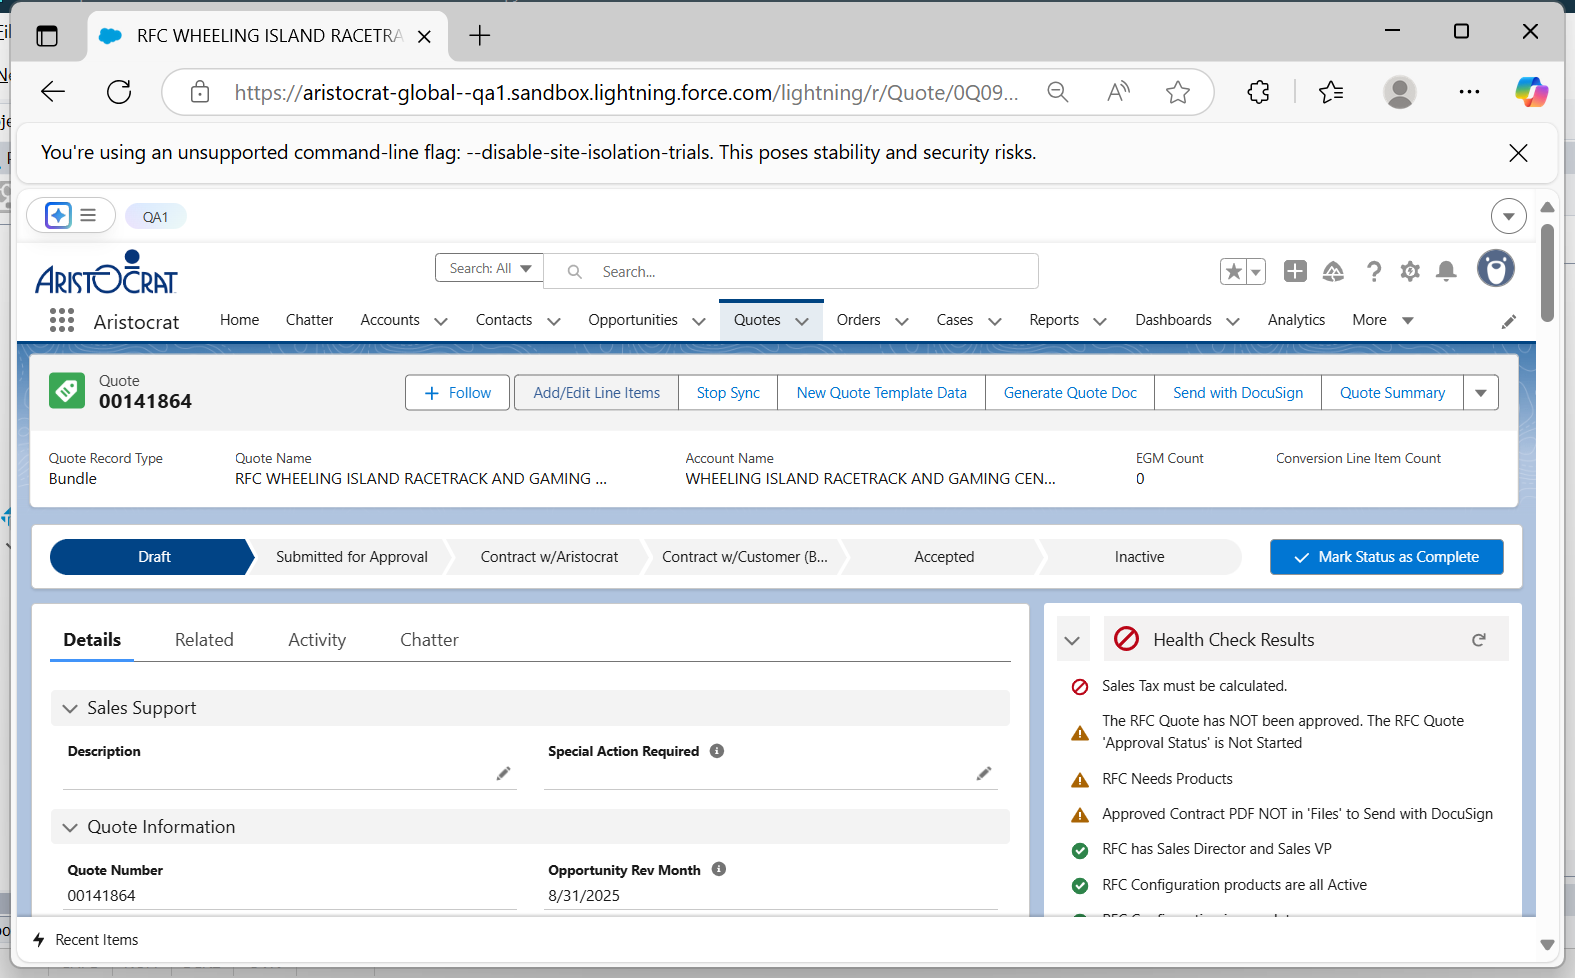 RFC WHEELING ISLAND RACETRA
https://aristocrat-global--qa1.sandbox.lightning.force.com/lightning/r/Quote/0Q09...
You're using an unsupported command-line flag: --disable-site-isolation-trials. This poses stability and security risks.
QA1
ARISTOCRAT
Search: All
Search...
Aristocrat
Home
Chatter
Accounts
Contacts
Opportunities
Quotes
Orders
Cases
Reports
Dashboards
Analytics
More
Quote
00141864
Follow
Add/Edit Line Items
Stop Sync
New Quote Template Data
Generate Quote Doc
Send with DocuSign
Quote Summary
Quote Record Type
Bundle
Quote Name
RFC WHEELING ISLAND RACETRACK AND GAMING ...
Account Name
WHEELING ISLAND RACETRACK AND GAMING CEN...
EGM Count
0
Conversion Line Item Count
Draft
Submitted for Approval
Contract w/Aristocrat
Contract w/Customer (B...
Accepted
Inactive
Mark Status as Complete
Details
Related
Activity
Chatter
Sales Support
Description
Special Action Required
Quote Information
Quote Number
00141864
Opportunity Rev Month
8/31/2025
Health Check Results
Sales Tax must be calculated.
The RFC Quote has NOT been approved. The RFC Quote
'Approval Status' is Not Started
RFC Needs Products
Approved Contract PDF NOT in 'Files' to Send with DocuSign
RFC has Sales Director and Sales VP
RFC Configuration products are all Active
Recent Items